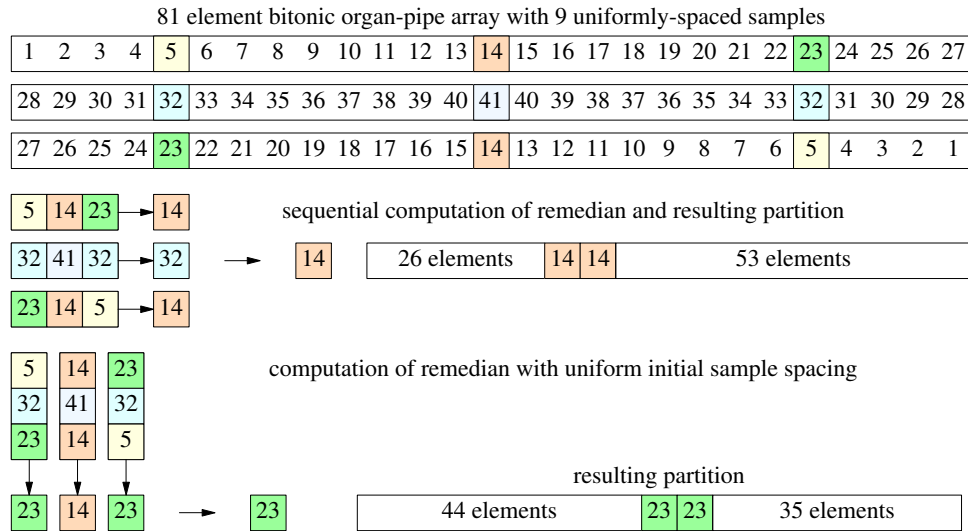 81 element bitonic organ-pipe array with 9 uniformly-spaced samples
1 2 3 4 5 6 7 8 9 10 11 12 13 14 15 16 17 18 19 20 21 22 23 24 25 26 27
28 29 30 31 32 33 34 35 36 37 38 39 40 41 40 39 38 37 36 35 34 33 32 31 30 29 28
27 26 25 24 23 22 21 20 19 18 17 16 15 14 13 12 11 10 9 8 7 6 5 4 3 2 1
5 14 23 14 sequential computation of remedian and resulting partition
32 41 32 32 14 26 elements 14 14 53 elements
23 14 5 14
5 14 23 computation of remedian with uniform initial sample spacing
32 41 32
23 14 5
resulting partition
23 14 23 23 44 elements 23 23 35 elements